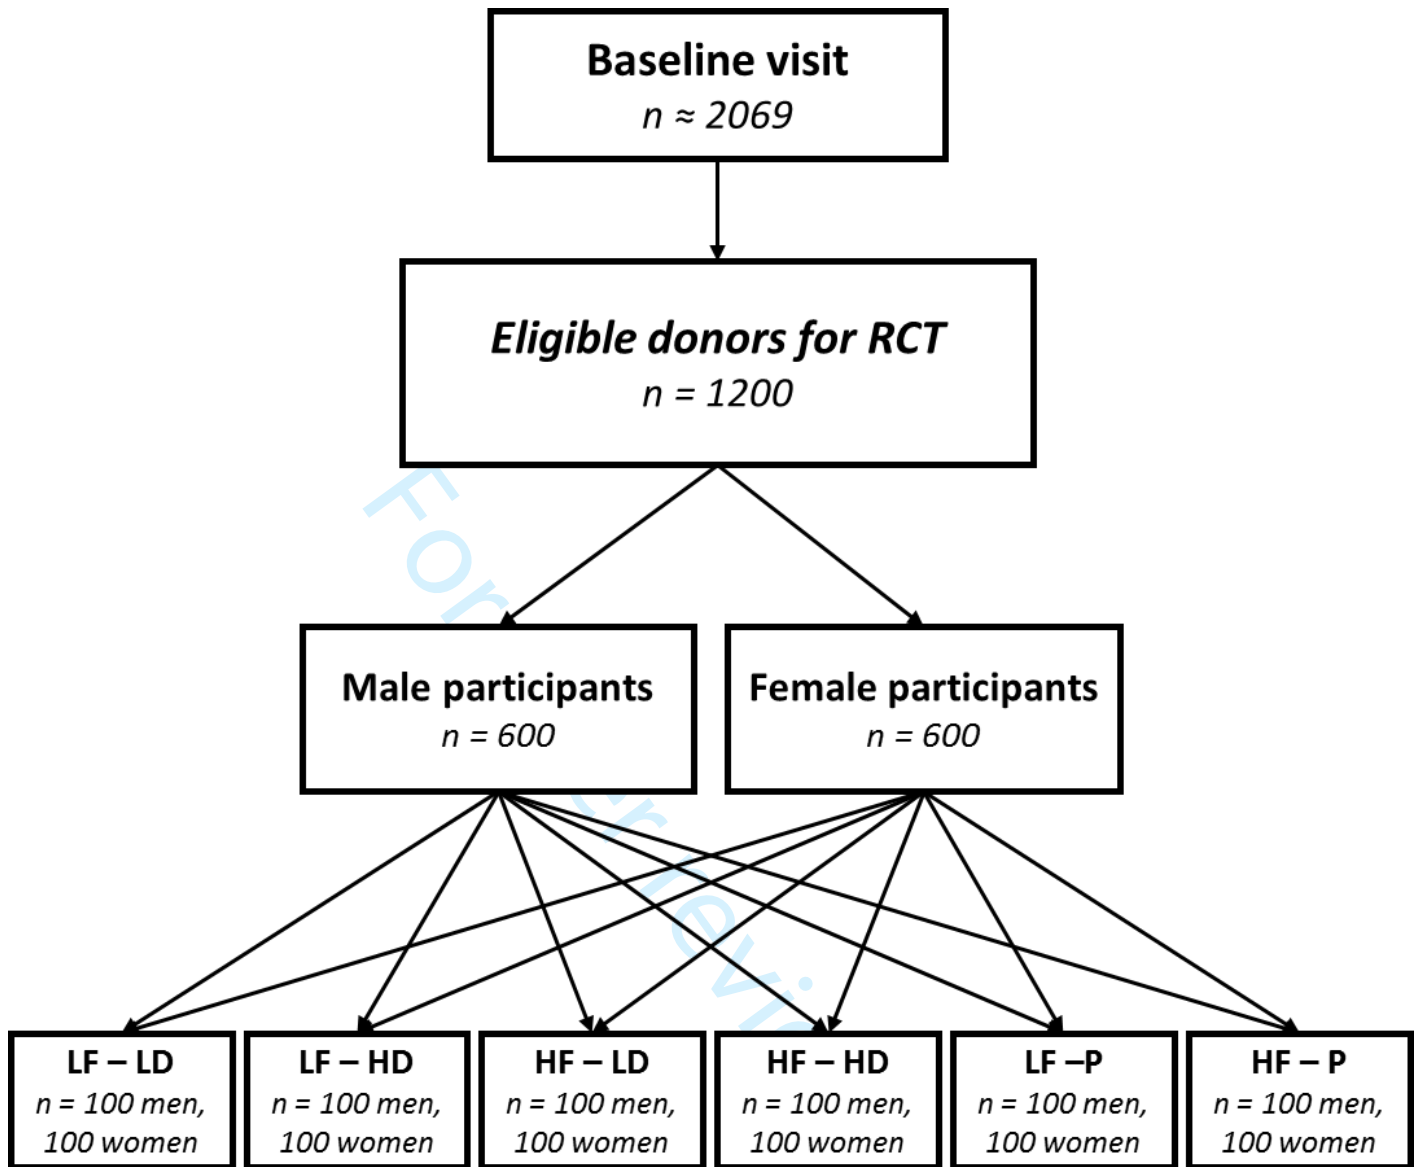 Baseline visit
n ≈ 2069
Eligible donors for RCT
n = 1200
For
Male participants
n = 600
Female participants
n = 600
review
LF – LD
n = 100 men,
100 women
LF – HD
n = 100 men,
100 women
HF – LD
n = 100 men,
100 women
HF – HD
n = 100 men,
100 women
LF –P
n = 100 men,
100 women
HF – P
n = 100 men,
100 women